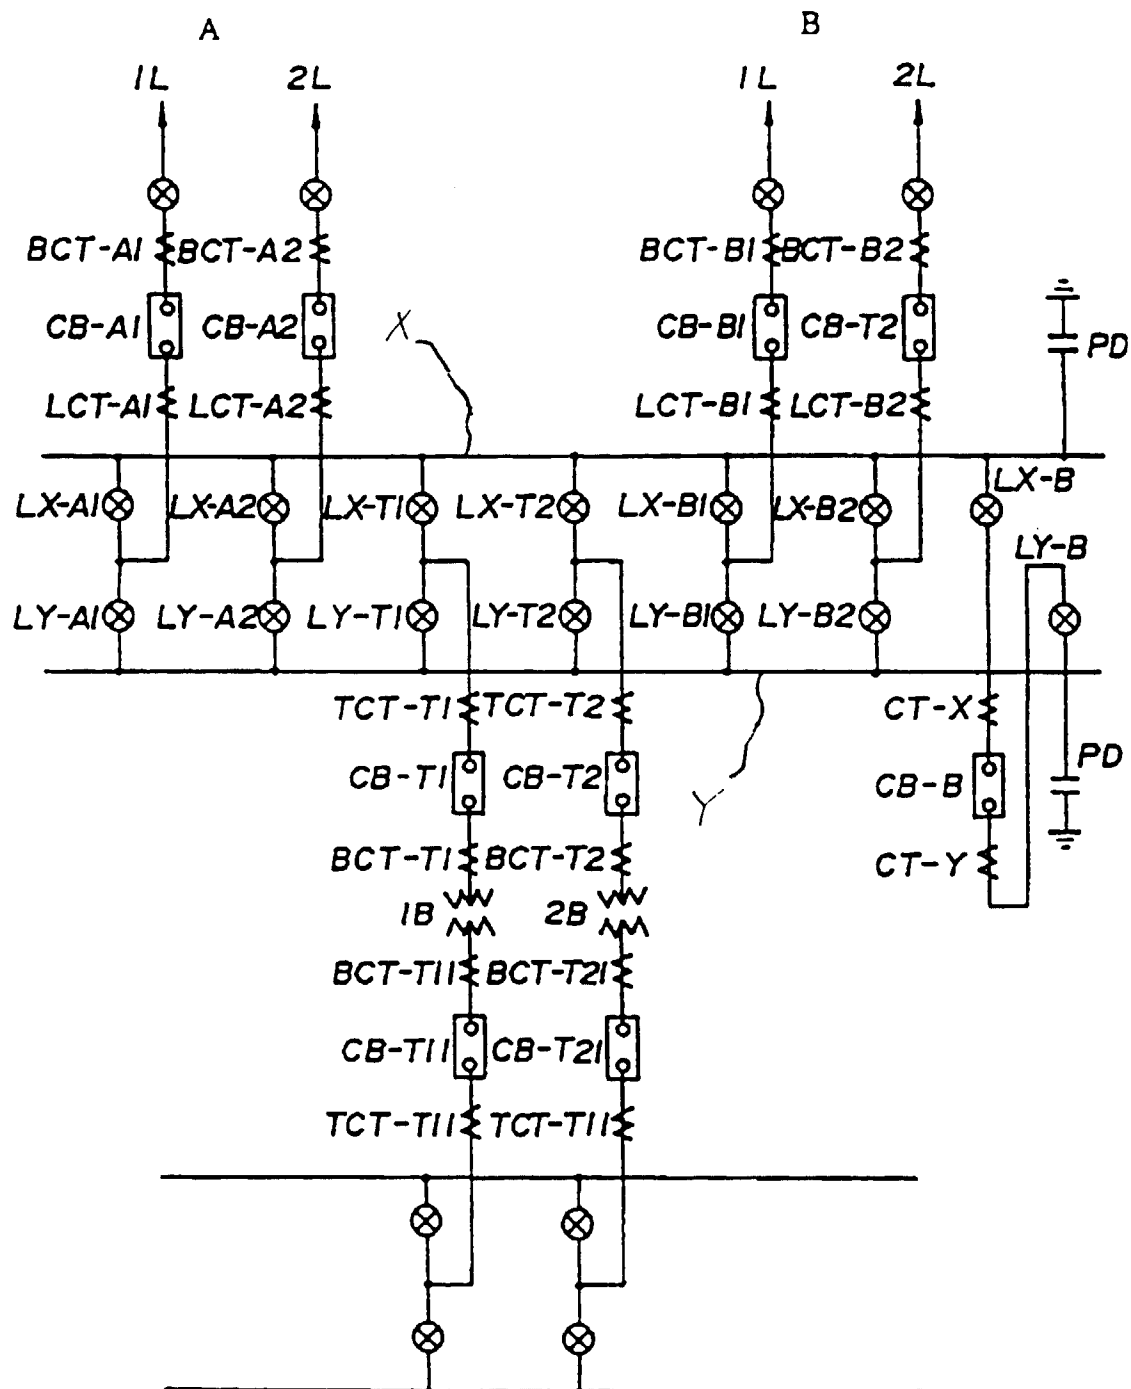 A B
1L 2L 1L 2L
BCT-A1 BCT-A2 BCT-B1 BCT-B2
CB-A1 CB-A2 X CB-B1 CB-T2 PD
LCT-A1 LCT-A2 LCT-B1 LCT-B2
LX-B
LX-A1 LX-A2 LX-T1 LX-T2 LX-B1 LX-B2
LY-B
LY-A1 LY-A2 LY-T1 LY-T2 LY-B1 LY-B2
TCT-T1 TCT-T2 CT-X
CB-T1 CB-T2 Y CB-B PD
BCT-T1 BCT-T2 CT-Y
1B 2B
BCT-T11 BCT-T21
CB-T11 CB-T21
TCT-T11 TCT-T11